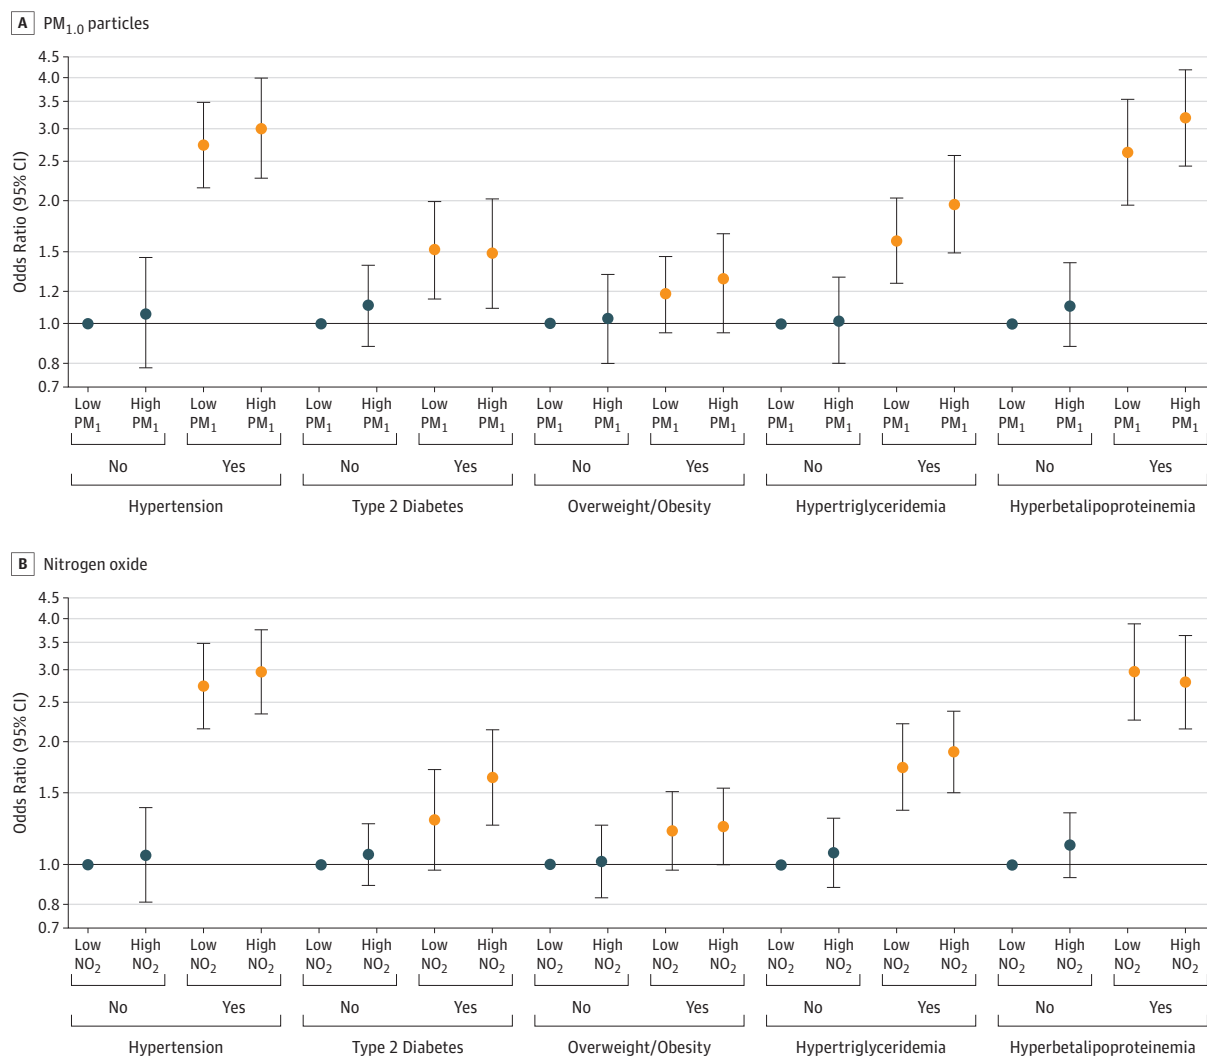 A PM1.0 particles
4.5
4.0
3.5
3.0
2.5
2.0
1.5
1.2
1.0
0.8
0.7
Odds Ratio (95% CI)
Low High Low High Low High Low High Low High Low High Low High Low High Low High Low High
PM1 PM1 PM1 PM1 PM1 PM1 PM1 PM1 PM1 PM1 PM1 PM1 PM1 PM1 PM1 PM1 PM1 PM1 PM1 PM1
No Yes No Yes No Yes No Yes No Yes
Hypertension Type 2 Diabetes Overweight/Obesity Hypertriglyceridemia Hyperbetalipoproteinemia
B Nitrogen oxide
4.5
4.0
3.5
3.0
2.5
2.0
1.5
1.0
0.8
0.7
Odds Ratio (95% CI)
Low High Low High Low High Low High Low High Low High Low High Low High Low High Low High
NO2 NO2 NO2 NO2 NO2 NO2 NO2 NO2 NO2 NO2 NO2 NO2 NO2 NO2 NO2 NO2 NO2 NO2 NO2 NO2
No Yes No Yes No Yes No Yes No Yes
Hypertension Type 2 Diabetes Overweight/Obesity Hypertriglyceridemia Hyperbetalipoproteinemia